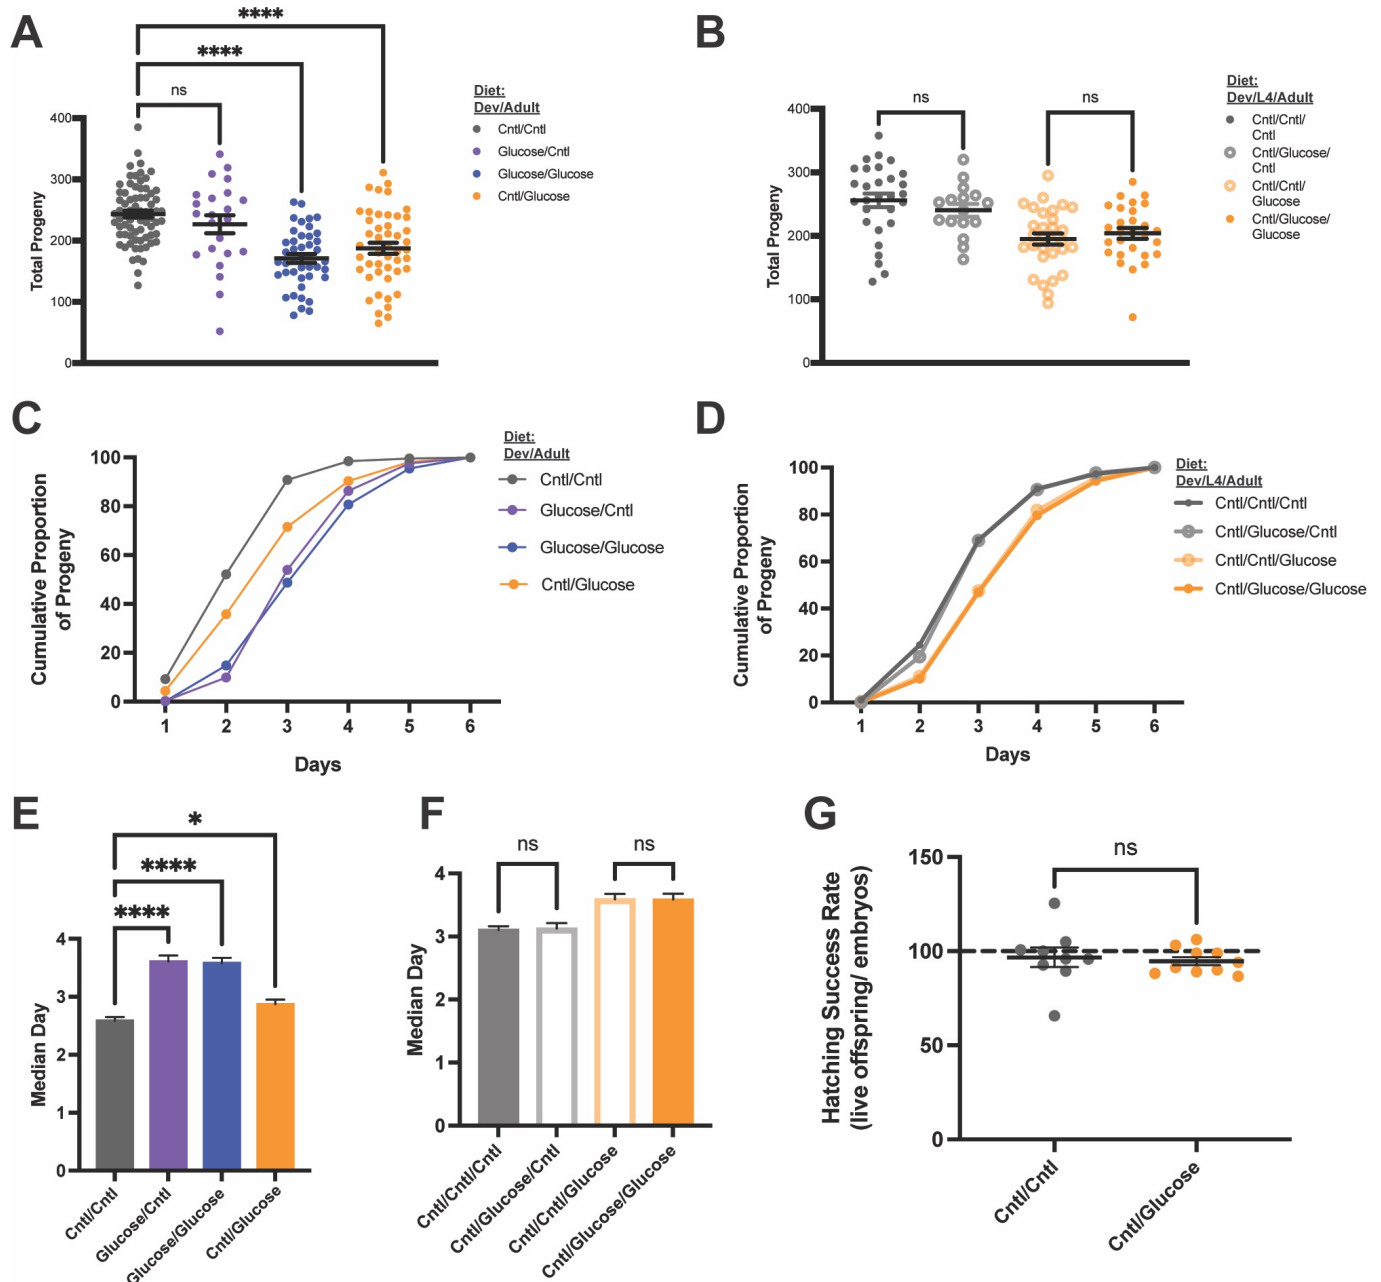 A
****
****
ns
Total Progeny
400
300
200
100
0
Diet:
Dev/Adult
Cntl/Cntl
Glucose/Cntl
Glucose/Glucose
Cntl/Glucose
B
ns
ns
Total Progeny
400
300
200
100
0
Diet:
Dev/L4/Adult
Cntl/Cntl/
Cntl
Cntl/Glucose/
Cntl
Cntl/Cntl/
Glucose
Cntl/Glucose/
Glucose
C
Cumulative Proportion
of Progeny
100
80
60
40
20
0
1 2 3 4 5 6
Days
Diet:
Dev/Adult
Cntl/Cntl
Glucose/Cntl
Glucose/Glucose
Cntl/Glucose
D
Cumulative Proportion
of Progeny
100
80
60
40
20
0
1 2 3 4 5 6
Days
Diet:
Dev/L4/Adult
Cntl/Cntl/Cntl
Cntl/Glucose/Cntl
Cntl/Cntl/Glucose
Cntl/Glucose/Glucose
E
*
****
****
Median Day
4
3
2
1
0
Cntl/Cntl
Glucose/Cntl
Glucose/Glucose
Cntl/Glucose
F
ns
ns
Median Day
4
3
2
1
0
Cntl/Cntl/Cntl
Cntl/Glucose/Cntl
Cntl/Cntl/Glucose
Cntl/Glucose/Glucose
G
ns
Hatching Success Rate
(live offspring/ embryos)
150
100
50
0
Cntl/Cntl
Cntl/Glucose